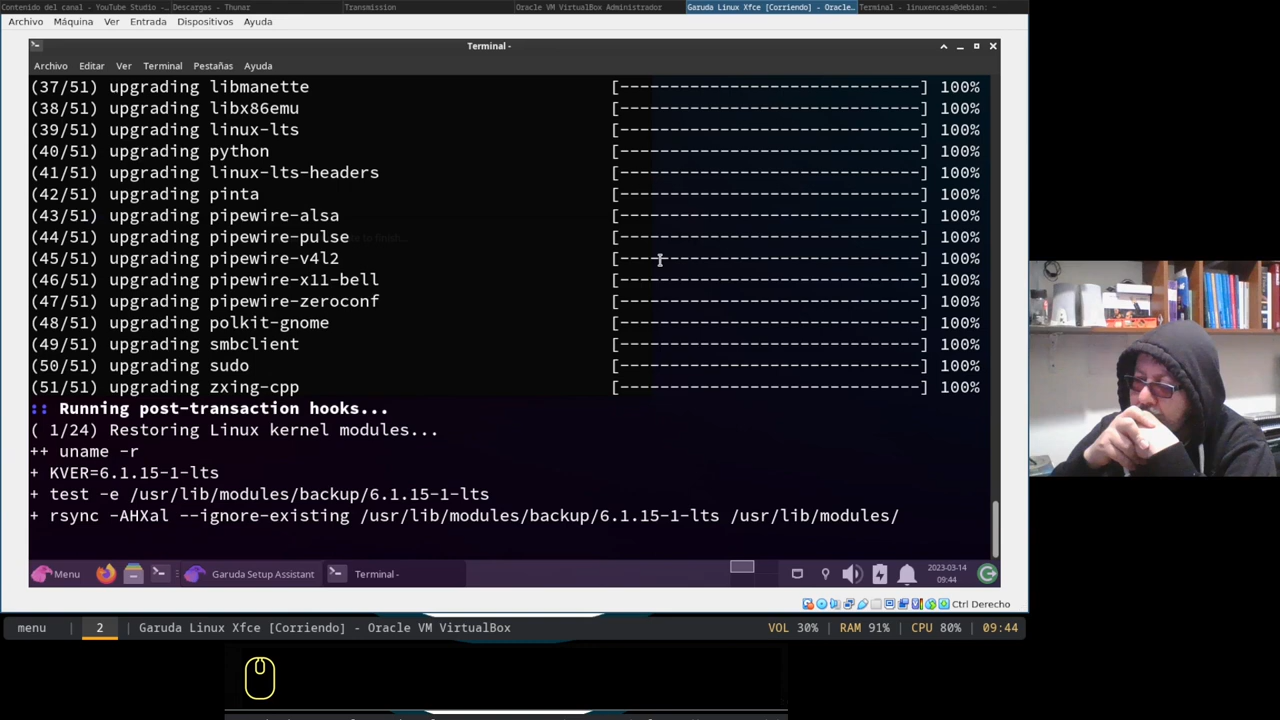 Contenido del canal - YouTube Studio - ... Descargas - Thunar Transmission Oracle VM VirtualBox Administrador Garuda Linux Xfce [Corriendo] - Oracle... Terminal - linuxencasa@debian: ~
Archivo Máquina Ver Entrada Dispositivos Ayuda
Terminal -
Archivo Editar Ver Terminal Pestañas Ayuda
(37/51) upgrading libmanette [------------------------------] 100%
(38/51) upgrading libx86emu [------------------------------] 100%
(39/51) upgrading linux-lts [------------------------------] 100%
(40/51) upgrading python [------------------------------] 100%
(41/51) upgrading linux-lts-headers [------------------------------] 100%
(42/51) upgrading pinta [------------------------------] 100%
(43/51) upgrading pipewire-alsa [------------------------------] 100%
(44/51) upgrading pipewire-pulse [------------------------------] 100%
(45/51) upgrading pipewire-v4l2 [------------------------------] 100%
(46/51) upgrading pipewire-x11-bell [------------------------------] 100%
(47/51) upgrading pipewire-zeroconf [------------------------------] 100%
(48/51) upgrading polkit-gnome [------------------------------] 100%
(49/51) upgrading smbclient [------------------------------] 100%
(50/51) upgrading sudo [------------------------------] 100%
(51/51) upgrading zxing-cpp [------------------------------] 100%
:: Running post-transaction hooks...
( 1/24) Restoring Linux kernel modules...
++ uname -r
+ KVER=6.1.15-1-lts
+ test -e /usr/lib/modules/backup/6.1.15-1-lts
+ rsync -AHXal --ignore-existing /usr/lib/modules/backup/6.1.15-1-lts /usr/lib/modules/
Menu Garuda Setup Assistant Terminal - 2023-03-14
09:44
Ctrl Derecho
menu | 2 | Garuda Linux Xfce [Corriendo] - Oracle VM VirtualBox VOL 30% | RAM 91% | CPU 80% | 09:44